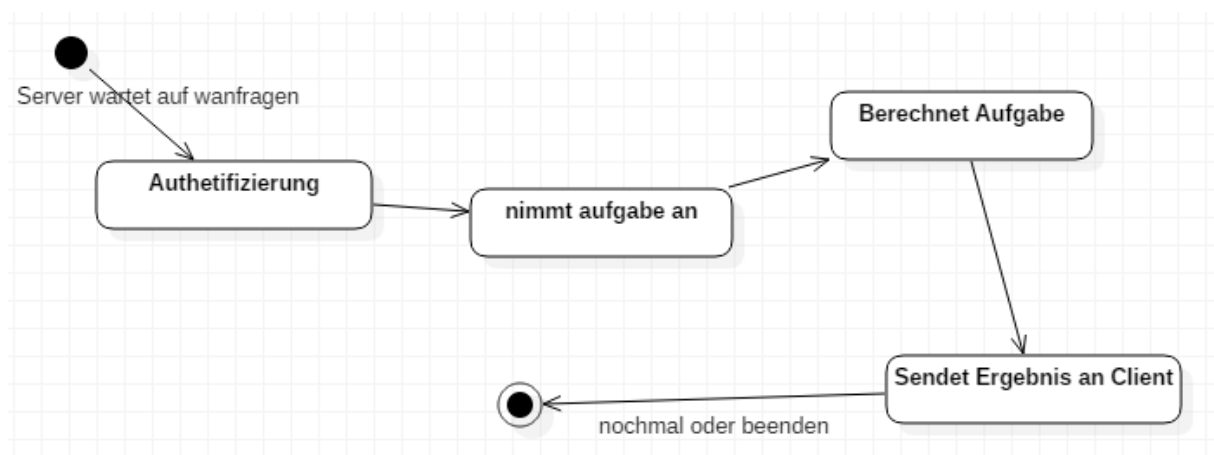 Server wartet auf wanfragen
Authetifizierung
nimmt aufgabe an
Berechnet Aufgabe
Sendet Ergebnis an Client
nochmal oder beenden